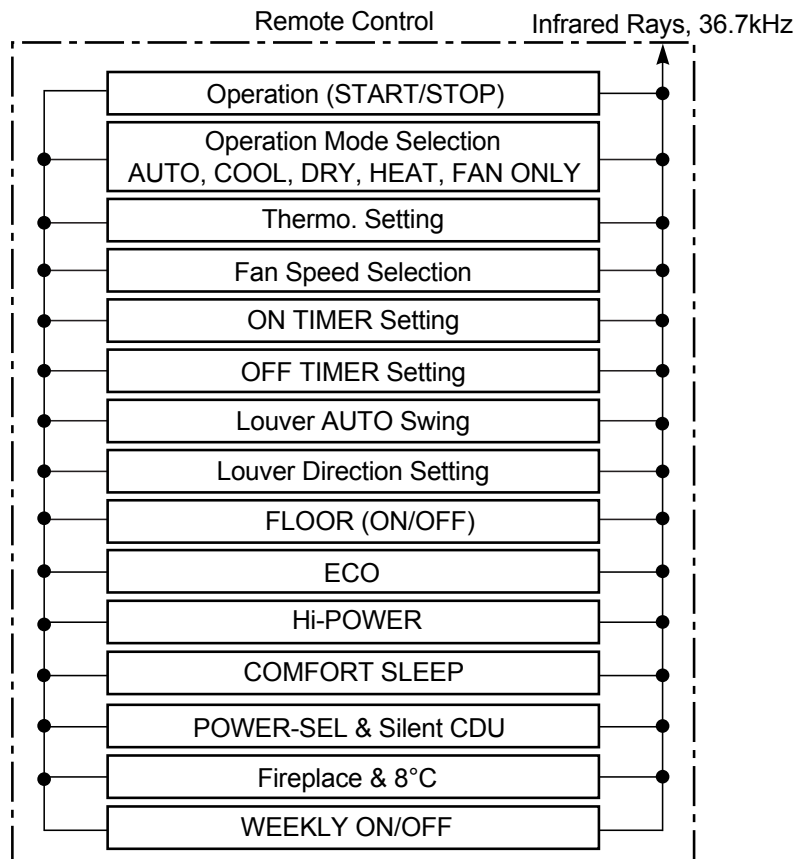 Remote Control
Infrared Rays, 36.7kHz
Operation (START/STOP)
Operation Mode Selection
AUTO, COOL, DRY, HEAT, FAN ONLY
Thermo. Setting
Fan Speed Selection
ON TIMER Setting
OFF TIMER Setting
Louver AUTO Swing
Louver Direction Setting
FLOOR (ON/OFF)
ECO
Hi-POWER
COMFORT SLEEP
POWER-SEL & Silent CDU
Fireplace & 8°C
WEEKLY ON/OFF